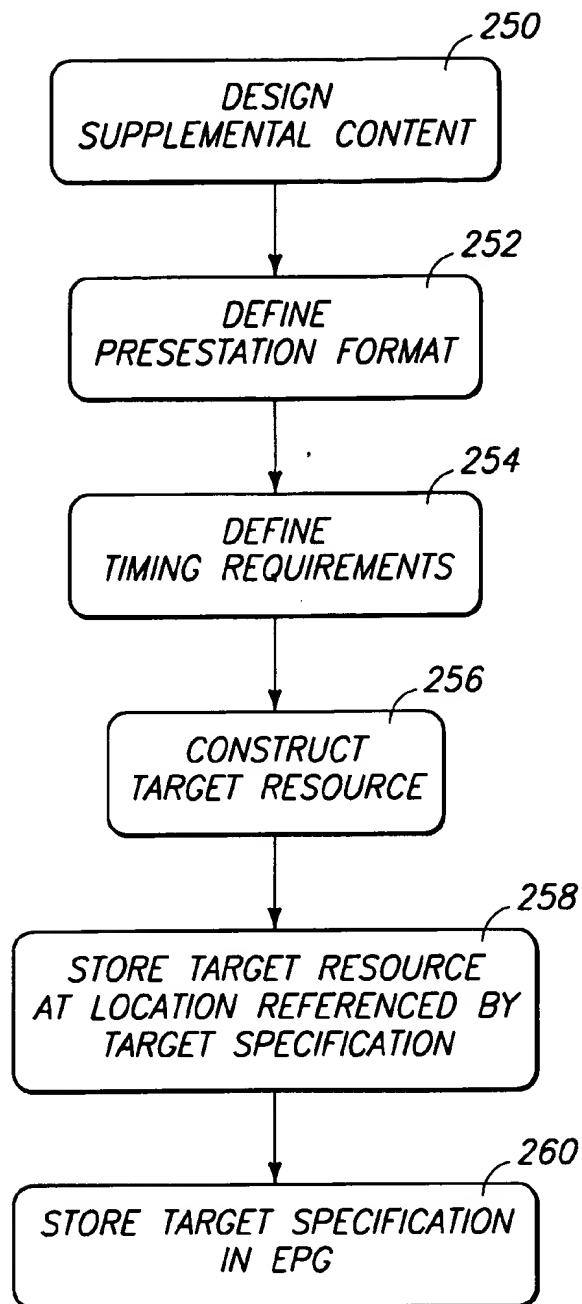 250
DESIGN
SUPPLEMENTAL CONTENT
252
DEFINE
PRESESTATION FORMAT
254
DEFINE
TIMING REQUIREMENTS
256
CONSTRUCT
TARGET RESOURCE
258
STORE TARGET RESOURCE
AT LOCATION REFERENCED BY
TARGET SPECIFICATION
260
STORE TARGET SPECIFICATION
IN EPG